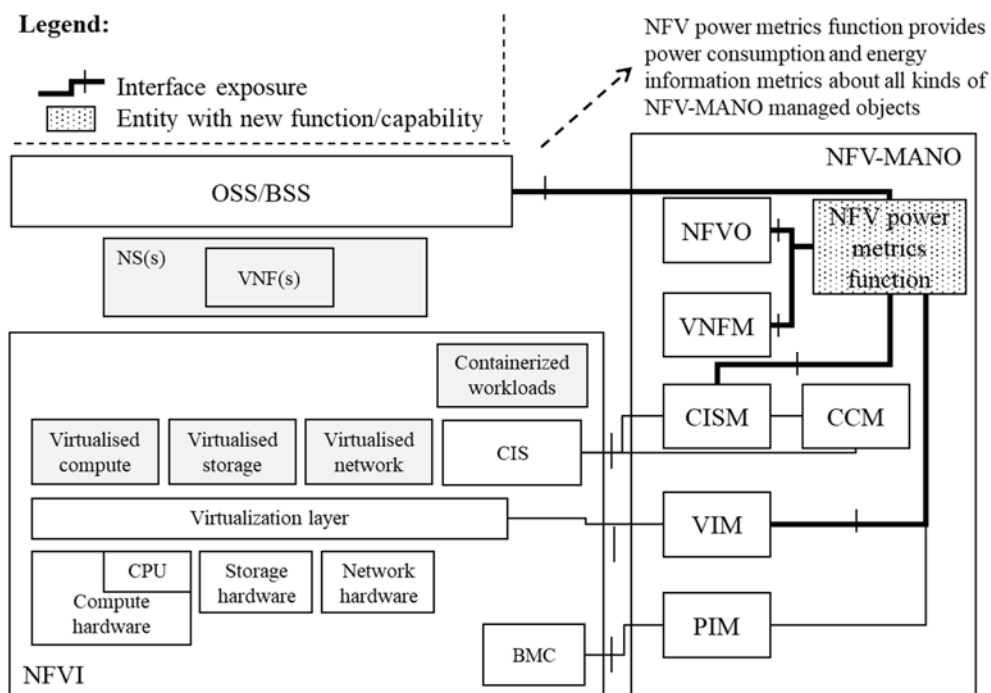 Legend:
Interface exposure
Entity with new function/capability
NFV power metrics function provides
power consumption and energy
information metrics about all kinds of
NFV-MANO managed objects
OSS/BSS
NS(s)
VNF(s)
NFV-MANO
NFVO
NFV power
metrics
function
VNFM
CISM
CCM
VIM
PIM
Containerized
workloads
Virtualised
compute
Virtualised
storage
Virtualised
network
CIS
Virtualization layer
CPU
Compute
hardware
Storage
hardware
Network
hardware
BMC
NFVI